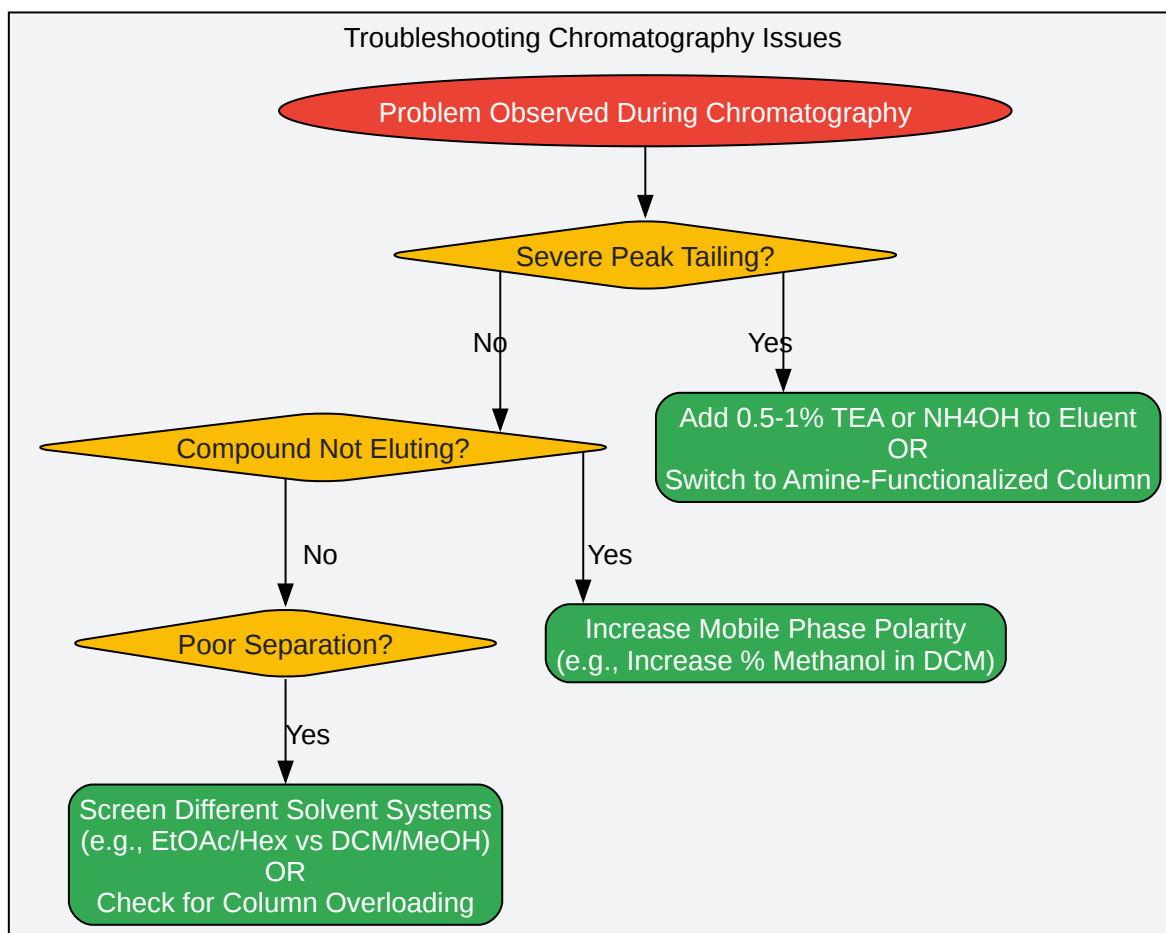 Troubleshooting Chromatography Issues
Problem Observed During Chromatography
Severe Peak Tailing?
No
Yes
Add 0.5-1% TEA or NH4OH to Eluent
OR
Switch to Amine-Functionalized Column
Compound Not Eluting?
No
Yes
Increase Mobile Phase Polarity
(e.g., Increase % Methanol in DCM)
Poor Separation?
Yes
Screen Different Solvent Systems
(e.g., EtOAc/Hex vs DCM/MeOH)
OR
Check for Column Overloading